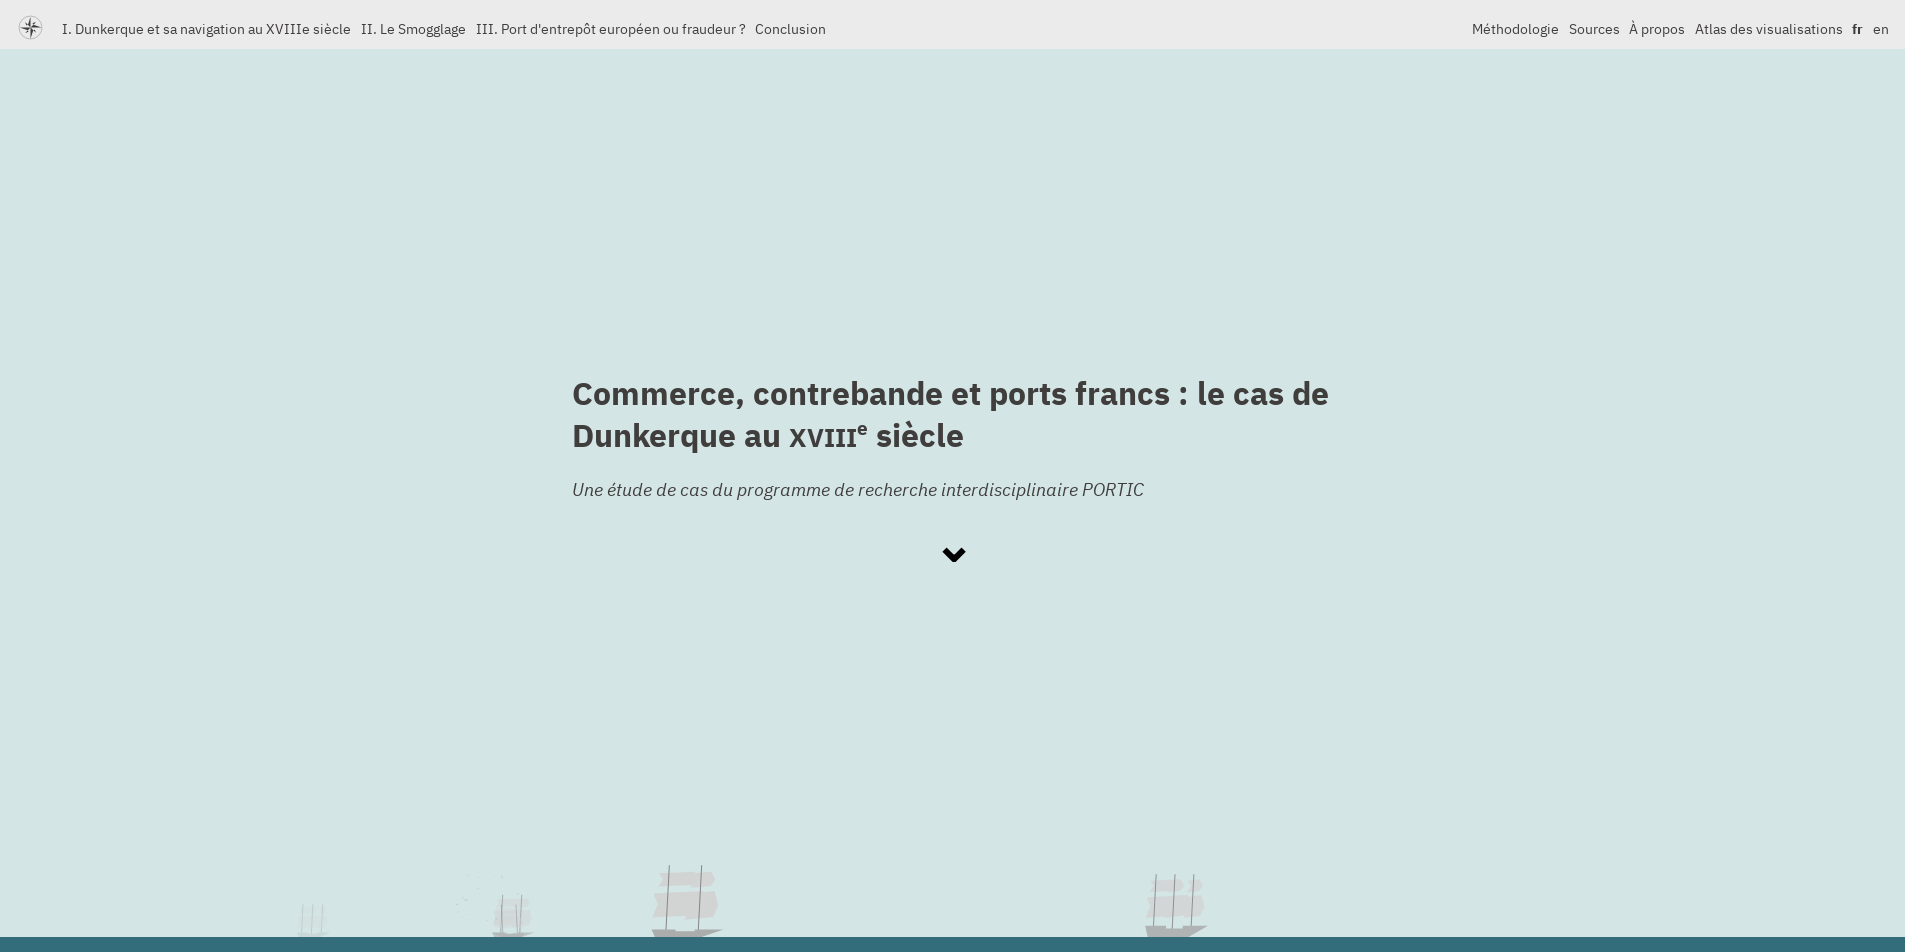 I. Dunkerque et sa navigation au XVIIIe siècle II. Le Smogglage III. Port d'entrepôt européen ou fraudeur ? Conclusion Méthodologie Sources À propos Atlas des visualisations fr en
Commerce, contrebande et ports francs : le cas de
Dunkerque au XVIIIe siècle
Une étude de cas du programme de recherche interdisciplinaire PORTIC